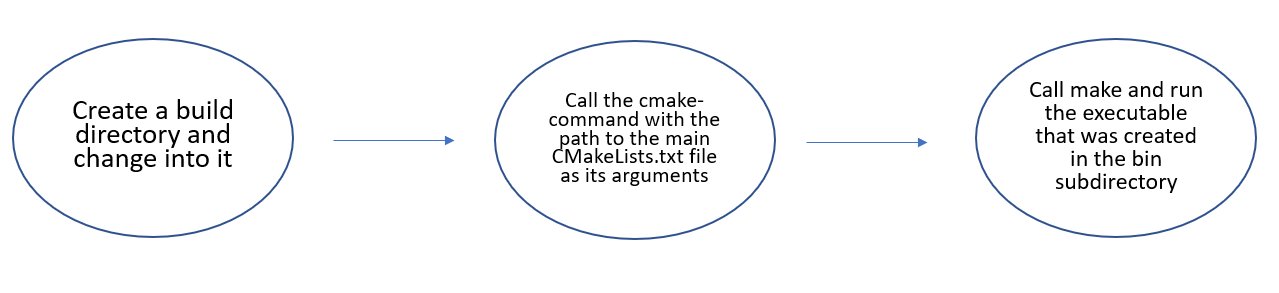 Create a build
directory and
change into it
Call the cmake-
command with the
path to the main
CMakeLists.txt file
as its arguments
Call make and run
the executable
that was created
in the bin
subdirectory